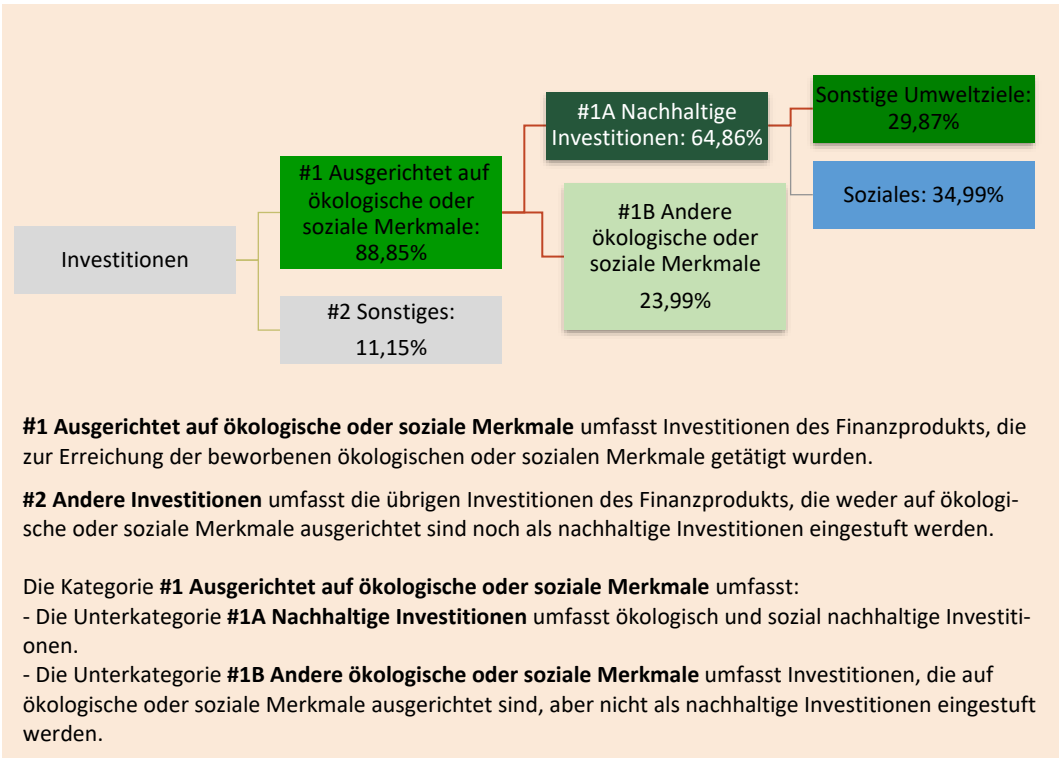 Investitionen
#1 Ausgerichtet auf
ökologische oder
soziale Merkmale:
88,85%
#2 Sonstiges:
11,15%
#1A Nachhaltige
Investitionen: 64,86%
#1B Andere
ökologische oder
soziale Merkmale
23,99%
Sonstige Umweltziele:
29,87%
Soziales: 34,99%
#1 Ausgerichtet auf ökologische oder soziale Merkmale umfasst Investitionen des Finanzprodukts, die
zur Erreichung der beworbenen ökologischen oder sozialen Merkmale getätigt wurden.
#2 Andere Investitionen umfasst die übrigen Investitionen des Finanzprodukts, die weder auf ökologi-
sche oder soziale Merkmale ausgerichtet sind noch als nachhaltige Investitionen eingestuft werden.
Die Kategorie #1 Ausgerichtet auf ökologische oder soziale Merkmale umfasst:
- Die Unterkategorie #1A Nachhaltige Investitionen umfasst ökologisch und sozial nachhaltige Investiti-
onen.
- Die Unterkategorie #1B Andere ökologische oder soziale Merkmale umfasst Investitionen, die auf
ökologische oder soziale Merkmale ausgerichtet sind, aber nicht als nachhaltige Investitionen eingestuft
werden.